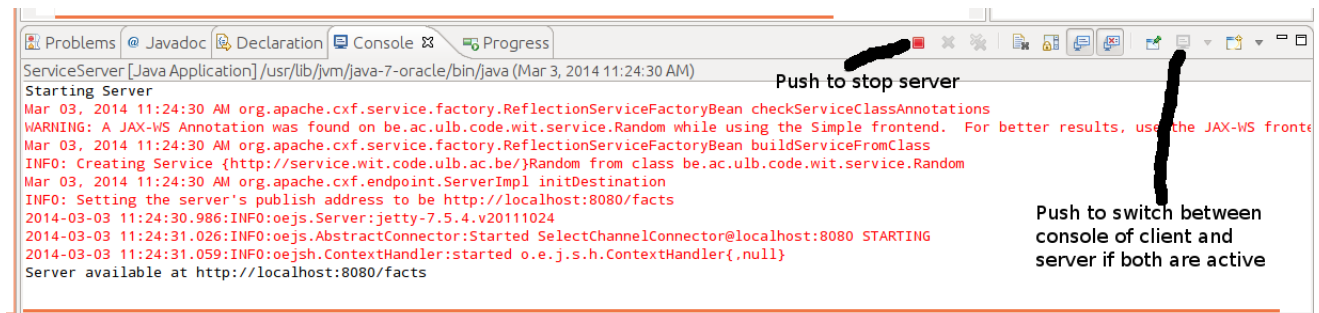 Problems @ Javadoc Declaration Console Progress
ServiceServer [Java Application] /usr/lib/jvm/java-7-oracle/bin/java (Mar 3, 2014 11:24:30 AM)
Push to stop server
Starting Server
Mar 03, 2014 11:24:30 AM org.apache.cxf.service.factory.ReflectionServiceFactoryBean checkServiceClassAnnotations
WARNING: A JAX-WS Annotation was found on be.ac.ulb.code.wit.service.Random while using the Simple frontend.  For better results, use the JAX-WS fronte
Mar 03, 2014 11:24:30 AM org.apache.cxf.service.factory.ReflectionServiceFactoryBean buildServiceFromClass
INFO: Creating Service {http://service.wit.code.ulb.ac.be/}Random from class be.ac.ulb.code.wit.service.Random
Mar 03, 2014 11:24:30 AM org.apache.cxf.endpoint.ServerImpl initDestination
INFO: Setting the server's publish address to be http://localhost:8080/facts
2014-03-03 11:24:30.986:INFO:oejs.Server:jetty-7.5.4.v20111024
2014-03-03 11:24:31.026:INFO:oejs.AbstractConnector:Started SelectChannelConnector@localhost:8080 STARTING
2014-03-03 11:24:31.059:INFO:oejsh.ContextHandler:started o.e.j.s.h.ContextHandler{,null}
Server available at http://localhost:8080/facts
Push to switch between
console of client and
server if both are active